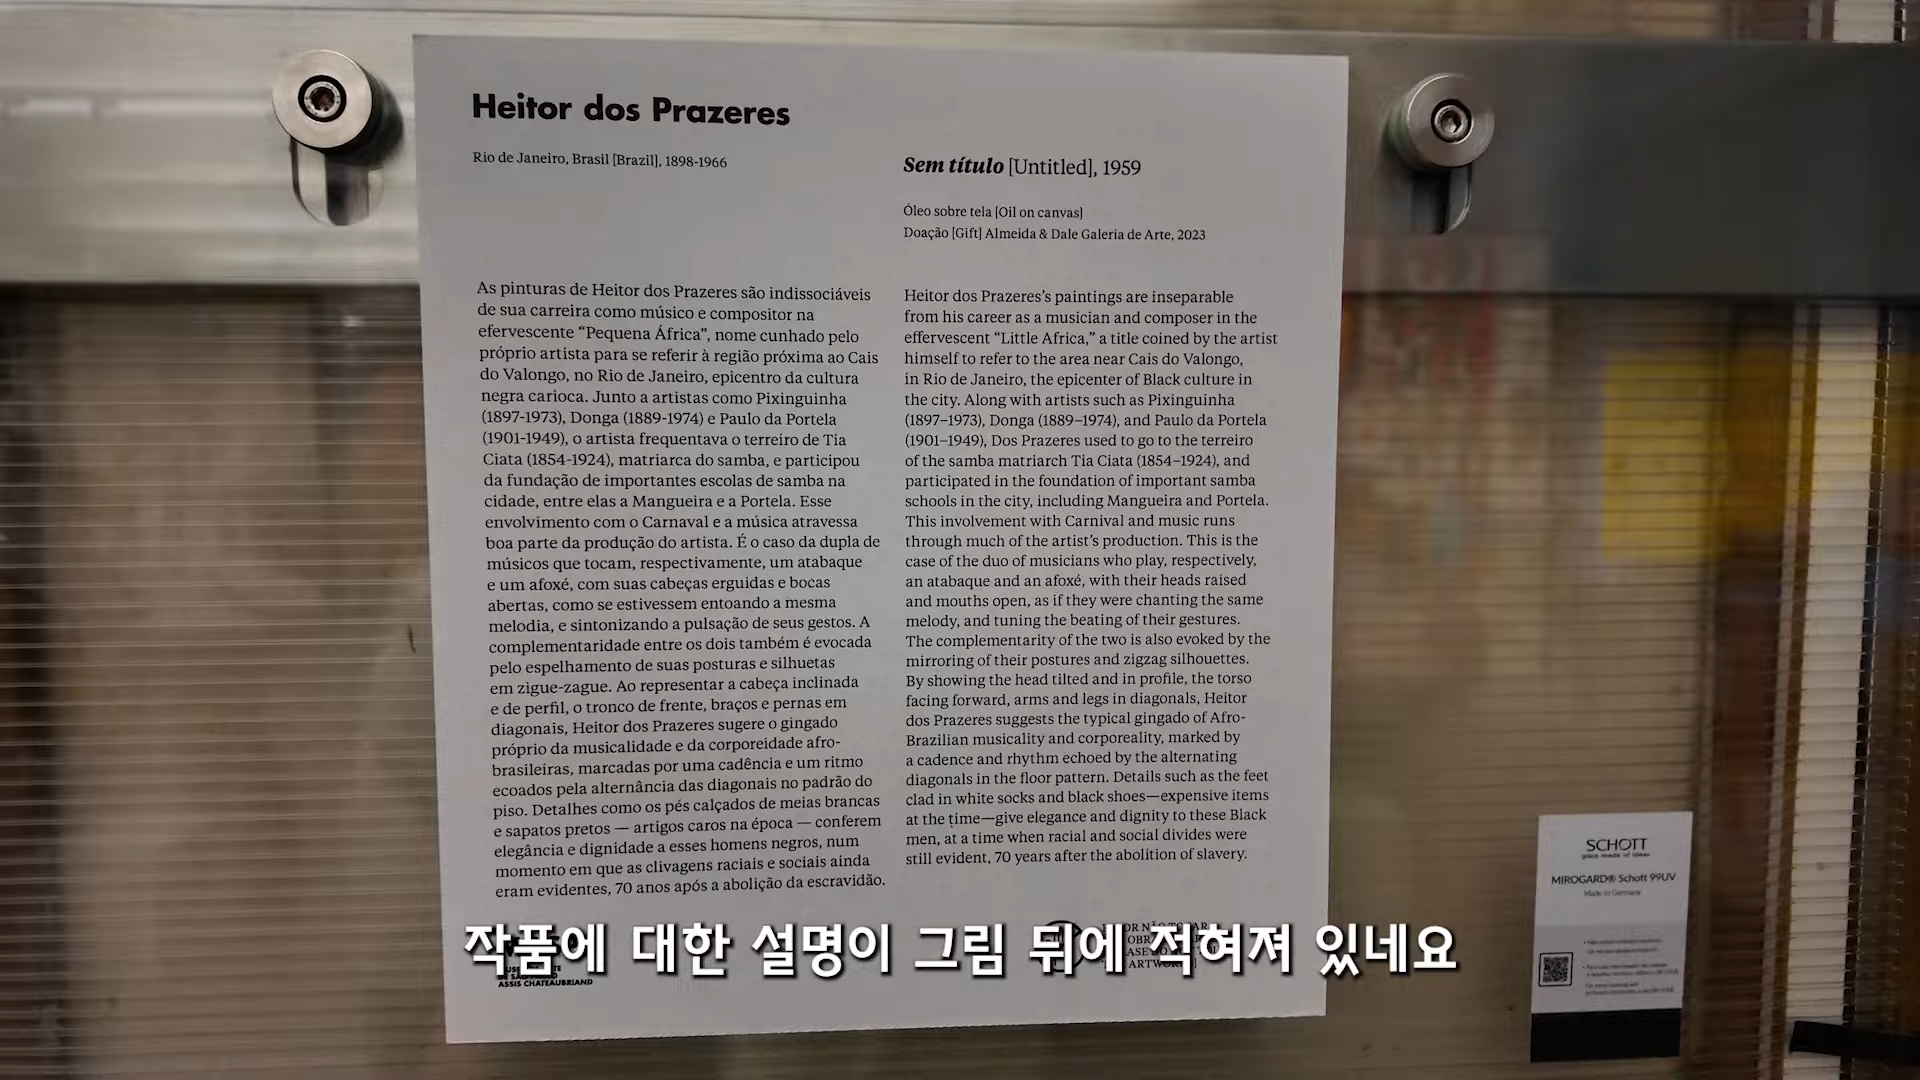 Heitor dos Prazeres
Rio de Janeiro, Brasil [Brazil], 1898-1966
As pinturas de Heitor dos Prazeres são indissociáveis
de sua carreira como músico e compositor na
efervescente “Pequena África”, nome cunhado pelo
próprio artista para se referir à região próxima ao Cais
do Valongo, no Rio de Janeiro, epicentro da cultura
negra carioca. Junto a artistas como Pixinguinha
(1897-1973), Donga (1889-1974) e Paulo da Portela
(1901-1949), o artista frequentava o terreiro de Tia
Ciata (1854-1924), matriarca do samba, e participou
da fundação de importantes escolas de samba na
cidade, entre elas a Mangueira e a Portela. Esse
envolvimento com o Carnaval e a música atravessa
boa parte da produção do artista. É o caso da dupla de
músicos que tocam, respectivamente, um atabaque
e um afoxé, com suas cabeças erguidas e bocas
abertas, como se estivessem entoando a mesma
melodia, e sintonizando a pulsação de seus gestos. A
complementaridade entre os dois também é evocada
pelo espelhamento de suas posturas e silhuetas
em zigue-zague. Ao representar a cabeça inclinada
e de perfil, o tronco de frente, braços e pernas em
diagonais, Heitor dos Prazeres sugere o gingado
próprio da musicalidade e da corporeidade afro-
brasileiras, marcadas por uma cadência e um ritmo
ecoados pela alternância das diagonais no padrão do
piso. Detalhes como os pés calçados de meias brancas
e sapatos pretos — artigos caros na época — conferem
elegância e dignidade a esses homens negros, num
momento em que as clivagens raciais e sociais ainda
eram evidentes, 70 anos após a abolição da escravidão.
Sem título [Untitled], 1959
Óleo sobre tela [Oil on canvas]
Doação [Gift] Almeida & Dale Galeria de Arte, 2023
Heitor dos Prazeres’s paintings are inseparable
from his career as a musician and composer in the
effervescent “Little Africa,” a title coined by the artist
himself to refer to the area near Cais do Valongo,
in Rio de Janeiro, the epicenter of Black culture in
the city. Along with artists such as Pixinguinha
(1897–1973), Donga (1889–1974), and Paulo da Portela
(1901–1949), Dos Prazeres used to go to the terreiro
of the samba matriarch Tia Ciata (1854–1924), and
participated in the foundation of important samba
schools in the city, including Mangueira and Portela.
This involvement with Carnival and music runs
through much of the artist’s production. This is the
case of the duo of musicians who play, respectively,
an atabaque and an afoxé, with their heads raised
and mouths open, as if they were chanting the same
melody, and tuning the beating of their gestures.
The complementarity of the two is also evoked by the
mirroring of their postures and zigzag silhouettes.
By showing the head tilted and in profile, the torso
facing forward, arms and legs in diagonals, Heitor
dos Prazeres suggests the typical gingado of Afro-
Brazilian musicality and corporeality, marked by
a cadence and rhythm echoed by the alternating
diagonals in the floor pattern. Details such as the feet
clad in white socks and black shoes—expensive items
at the time—give elegance and dignity to these Black
men, at a time when racial and social divides were
still evident, 70 years after the abolition of slavery.
ASSIS CHATEAUBRIAND
작품에 대한 설명이 그림 뒤에 적혀져 있네요
SCHOTT
glass made of ideas
MIROGARD® Schott 99UV
Made in Germany